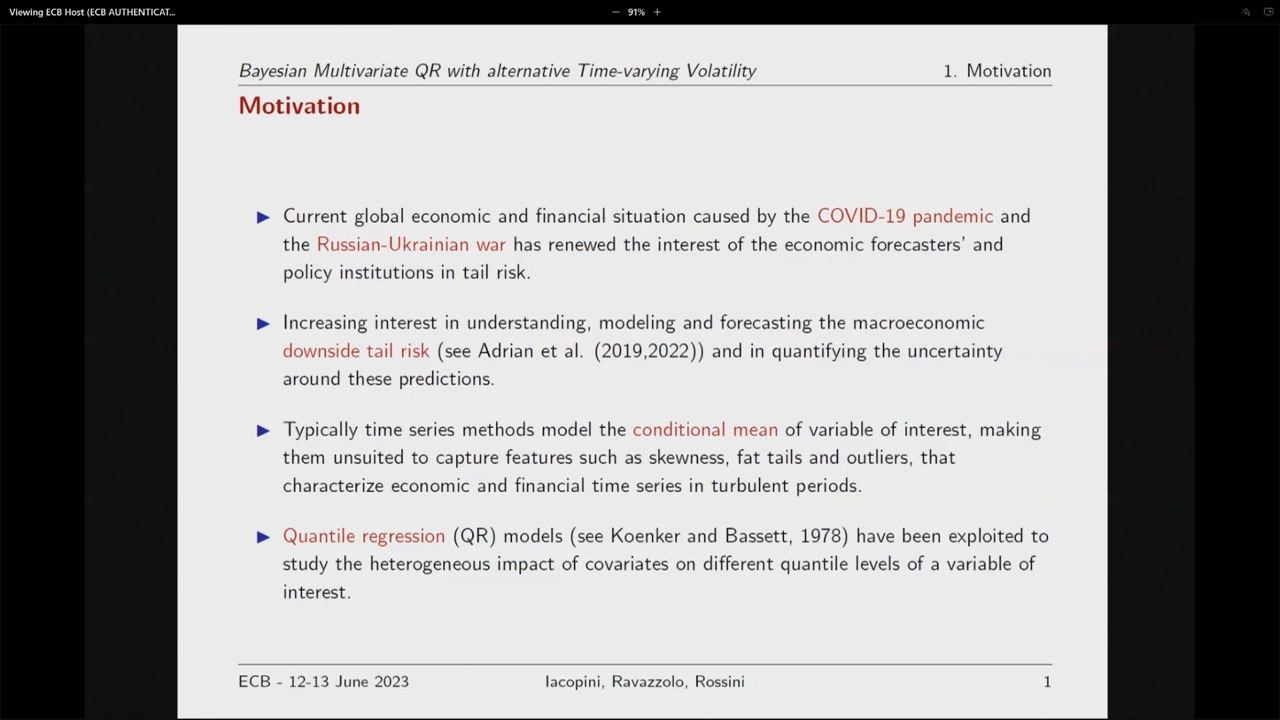 Viewing ECB Host (ECB AUTHENTICAT...
− 91% +
Bayesian Multivariate QR with alternative Time-varying Volatility 1. Motivation
Motivation
▶ Current global economic and financial situation caused by the COVID-19 pandemic and
the Russian-Ukrainian war has renewed the interest of the economic forecasters' and
policy institutions in tail risk.
▶ Increasing interest in understanding, modeling and forecasting the macroeconomic
downside tail risk (see Adrian et al. (2019,2022)) and in quantifying the uncertainty
around these predictions.
▶ Typically time series methods model the conditional mean of variable of interest, making
them unsuited to capture features such as skewness, fat tails and outliers, that
characterize economic and financial time series in turbulent periods.
▶ Quantile regression (QR) models (see Koenker and Bassett, 1978) have been exploited to
study the heterogeneous impact of covariates on different quantile levels of a variable of
interest.
ECB - 12-13 June 2023 Iacopini, Ravazzolo, Rossini 1